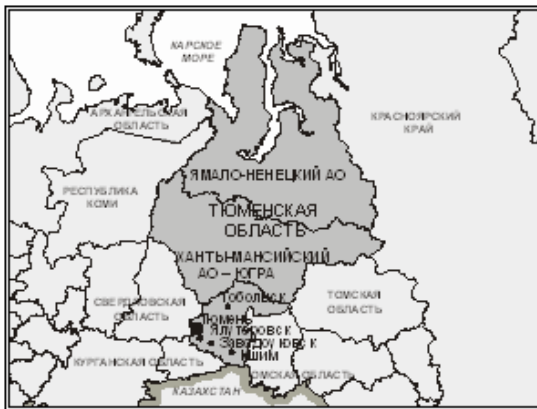 КАРСКОЕ
МОРЕ
АРХАНГЕЛЬСКАЯ
ОБЛАСТЬ
КРАСНОЯРСКИЙ
КРАЙ
ЯМАЛО-НЕНЕЦКИЙ АО
РЕСПУБЛИКА
КОМИ
ТЮМЕНСКАЯ
ОБЛАСТЬ
ХАНТЫ-МАНСИЙСКИЙ
АО – ЮГРА
СВЕРДЛОВСКАЯ
ОБЛАСТЬ
Тобольск
ТОМСКАЯ
ОБЛАСТЬ
Тюмень
Ялуторовск
Заводоуковск
Ишим
КУРГАНСКАЯ ОБЛАСТЬ
ОМСКАЯ ОБЛАСТЬ
КАЗАХСТАН